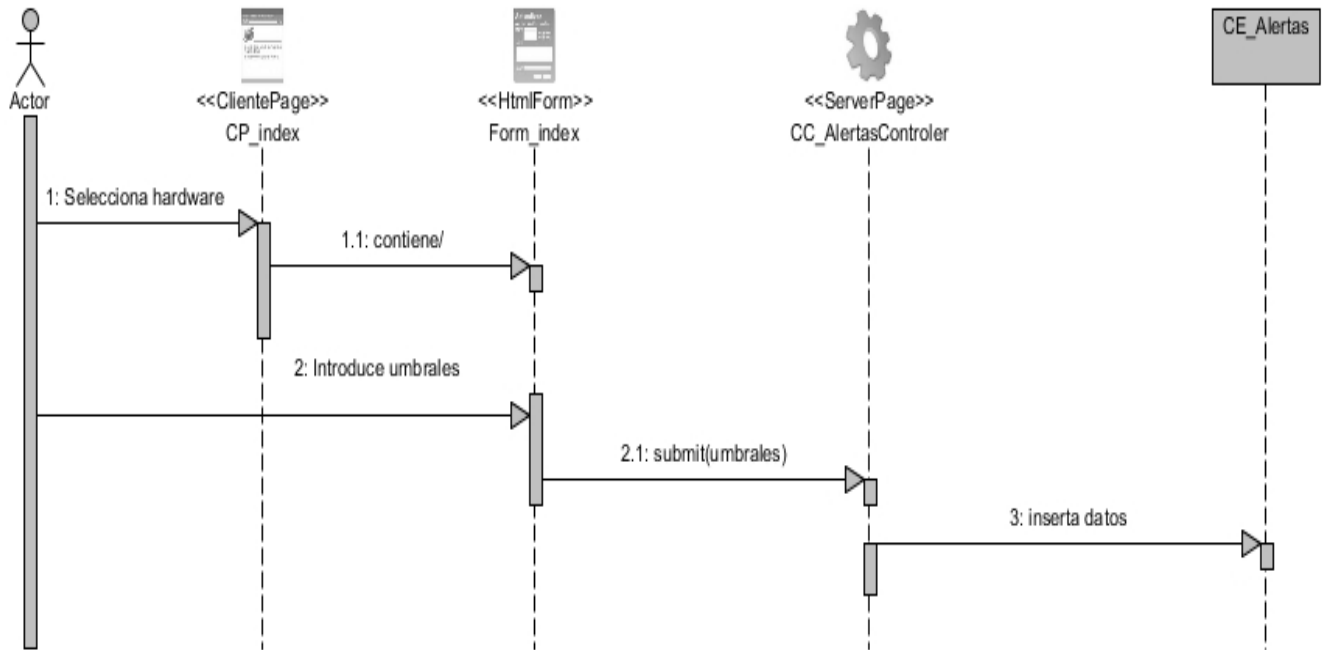 CE_Alertas
Actor
<<ClientePage>>
CP_index
<<HtmlForm>>
Form_index
<<ServerPage>>
CC_AlertasControler
1: Selecciona hardware
1.1: contiene/
2: Introduce umbrales
2.1: submit(umbrales)
3: inserta datos